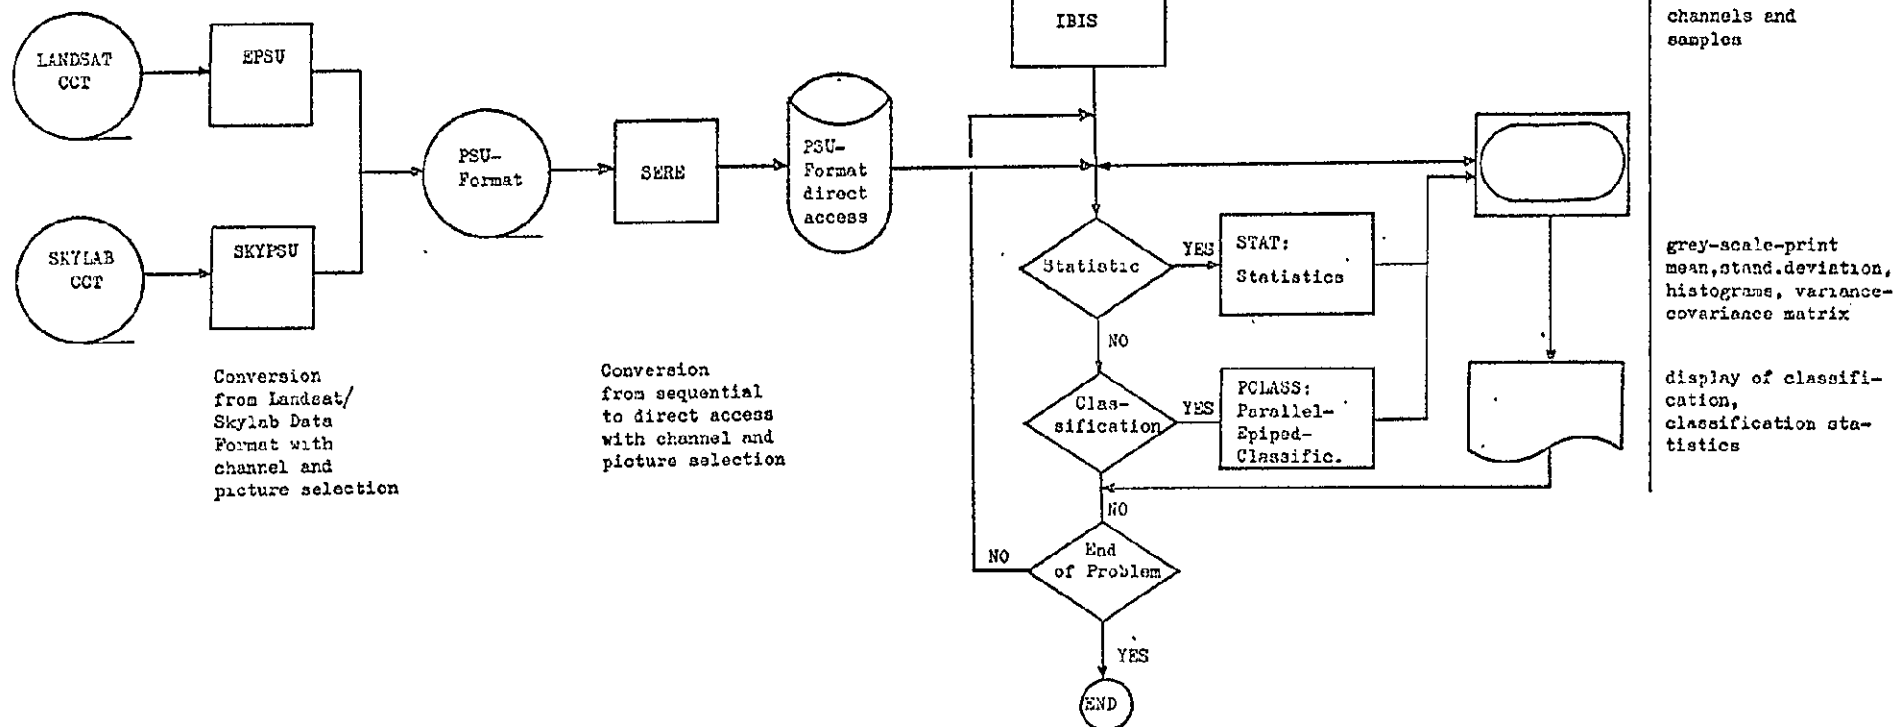 LANDSAT
CCT
EPSU
SKYLAB
CCT
SKYPSU
Conversion
from Landsat/
Skylab Data
Format with
channel and
picture selection
PSU-
Format
SERE
Conversion
from sequential
to direct access
with channel and
picture selection
PSU-
Format
direct
access
IBIS
Statistic
YES
STAT:
Statistics
NO
Clas-
sification
YES
PCLASS:
Parallel-
Epiped-
Classific.
NO
End
of Problem
NO
YES
END
channels and
samples
grey-scale-print
mean,stand.deviation,
histograms, variance-
covariance matrix
display of classifi-
cation,
classification sta-
tistics